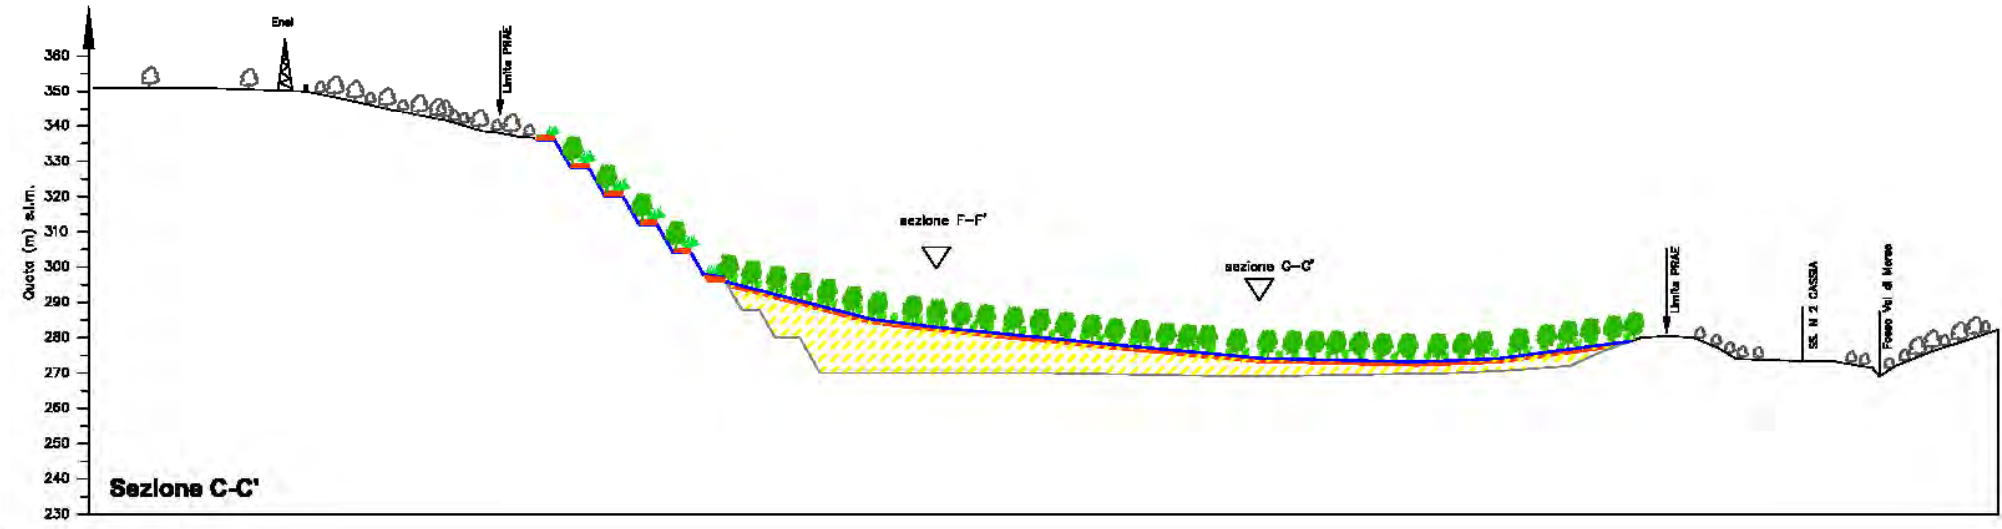 Enel
Limite PRAE
360
350
340
330
320
310
300
290
280
270
260
250
240
230
Quota (m) s.l.m.
sezione F-F'
sezione G-G'
Limite PRAE
SS. N 2 CASSIA
Fosso Val di
Sezione C-C'